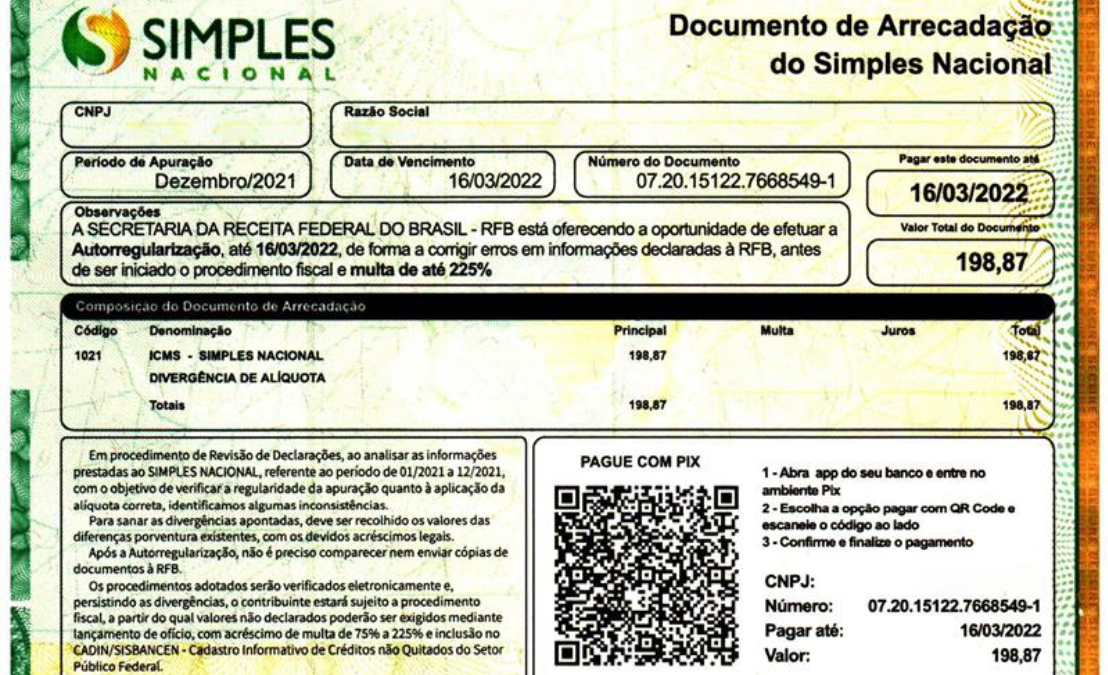 SIMPLES
NACIONAL
Documento de Arrecadação
do Simples Nacional
CNPJ
Razão Social
Período de Apuração
Dezembro/2021
Data de Vencimento
16/03/2022
Número do Documento
07.20.15122.7668549-1
Pagar este documento até
16/03/2022
Observações
A SECRETARIA DA RECEITA FEDERAL DO BRASIL - RFB está oferecendo a oportunidade de efetuar a
Autorregularização, até 16/03/2022, de forma a corrigir erros em informações declaradas à RFB, antes
de ser iniciado o procedimento fiscal e multa de até 225%
Valor Total do Documento
198,87
Composição do Documento de Arrecadação
Código Denominação Principal Multa Juros Total
1021 ICMS - SIMPLES NACIONAL 198,87 198,87
DIVERGÊNCIA DE ALÍQUOTA
Totais 198,87 198,87
Em procedimento de Revisão de Declarações, ao analisar as informações
prestadas ao SIMPLES NACIONAL, referente ao período de 01/2021 a 12/2021,
com o objetivo de verificar a regularidade da apuração quanto à aplicação da
alíquota correta, identificamos algumas inconsistências.
Para sanar as divergências apontadas, deve ser recolhido os valores das
diferenças porventura existentes, com os devidos acréscimos legais.
Após a Autorregularização, não é preciso comparecer nem enviar cópias de
documentos à RFB.
Os procedimentos adotados serão verificados eletronicamente e,
persistindo as divergências, o contribuinte estará sujeito a procedimento
fiscal, a partir do qual valores não declarados poderão ser exigidos mediante
lançamento de ofício, com acréscimo de multa de 75% a 225% e inclusão no
CADIN/SISBANCEN - Cadastro Informativo de Créditos não Quitados do Setor
Público Federal.
PAGUE COM PIX
1 - Abra app do seu banco e entre no
ambiente Pix
2 - Escolha a opção pagar com QR Code e
escaneie o código ao lado
3 - Confirme e finalize o pagamento
CNPJ:
Número: 07.20.15122.7668549-1
Pagar até: 16/03/2022
Valor: 198,87